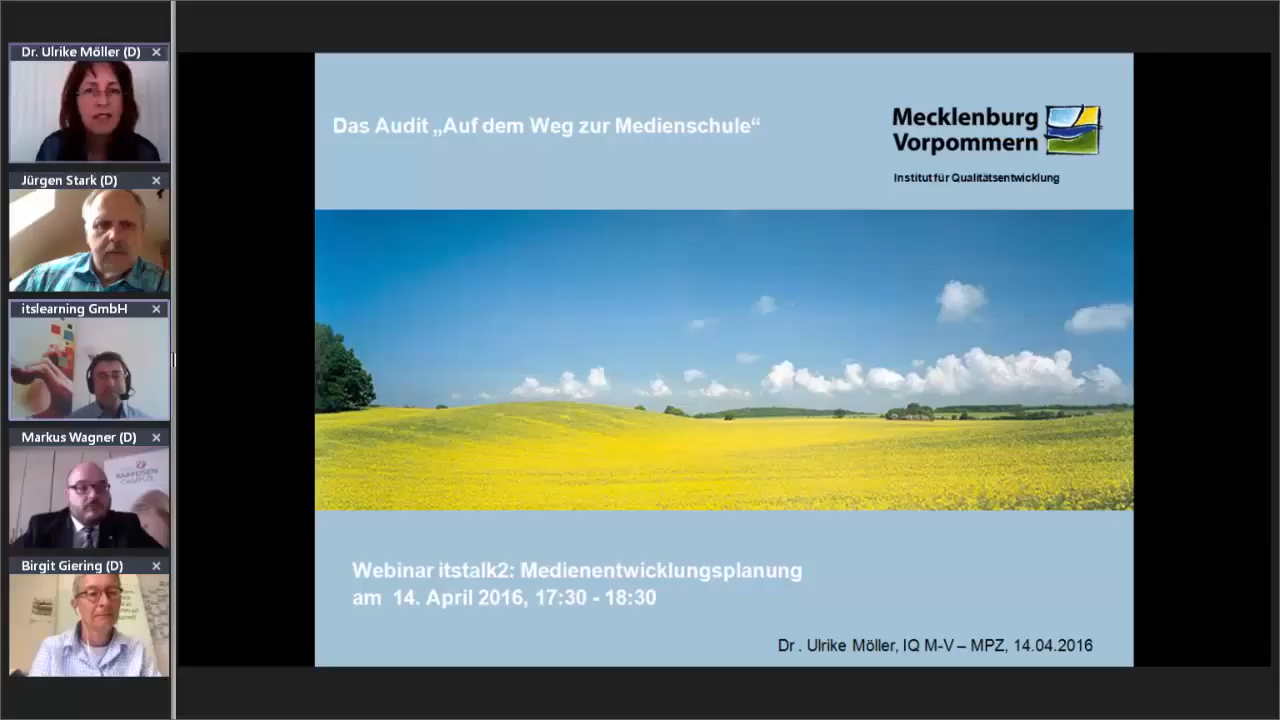 Dr. Ulrike Möller (D)
Jürgen Stark (D)
itslearning GmbH
Markus Wagner (D)
RAIFFEISEN
CAMPUS
Birgit Giering (D)
Das Audit „Auf dem Weg zur Medienschule“
Mecklenburg
Vorpommern
Institut für Qualitätsentwicklung
Webinar itstalk2: Medienentwicklungsplanung
am 14. April 2016, 17:30 - 18:30
Dr . Ulrike Möller, IQ M-V – MPZ, 14.04.2016